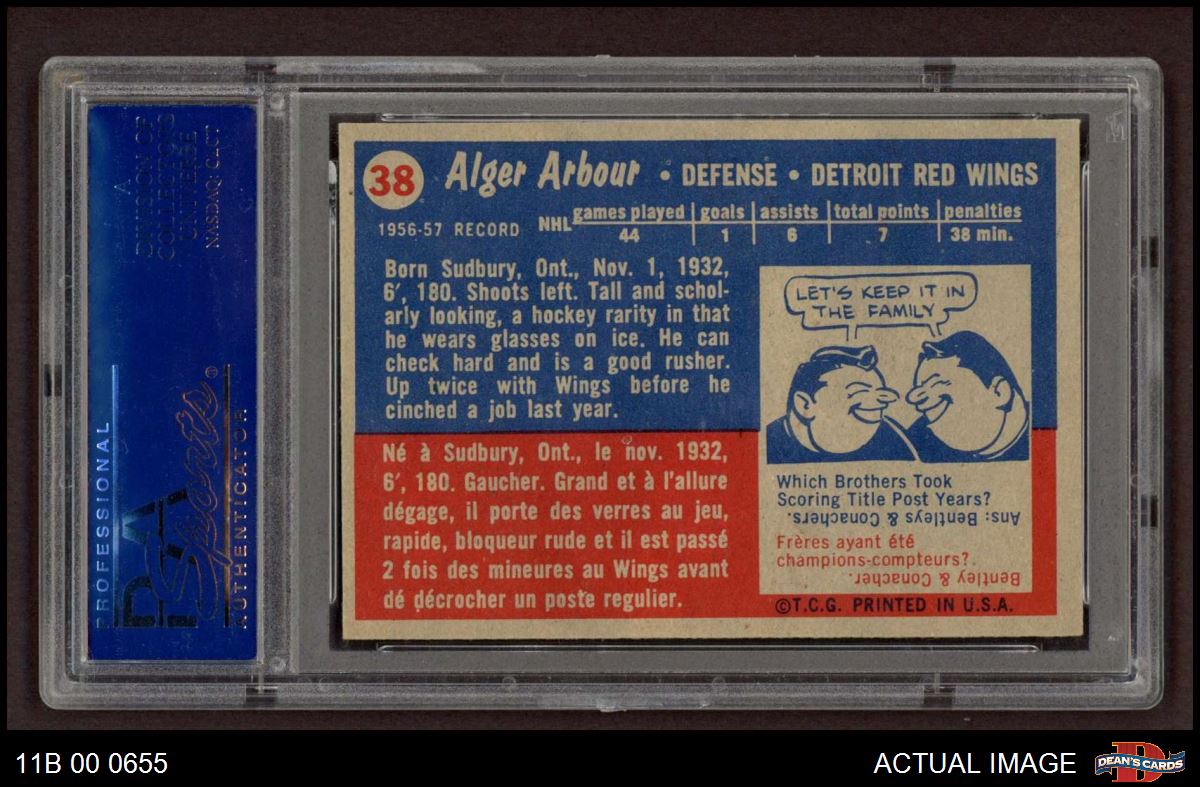 A
DIVISION OF
COLLECTORS
UNIVERSE
NASDAQ: CLCT
PROFESSIONAL
PSA
Sports®
AUTHENTICATOR
38 Alger Arbour • DEFENSE • DETROIT RED WINGS
1956-57 RECORD NHL games played goals assists total points penalties
44 1 6 7 38 min.
Born Sudbury, Ont., Nov. 1, 1932,
6′, 180. Shoots left. Tall and schol-
arly looking, a hockey rarity in that
he wears glasses on ice. He can
check hard and is a good rusher.
Up twice with Wings before he
cinched a job last year.
Né à Sudbury, Ont., le nov. 1932,
6′, 180. Gaucher. Grand et à l'allure
dégage, il porte des verres au jeu,
rapide, bloqueur rude et il est passé
2 fois des mineures au Wings avant
dé décrocher un poste regulier.
LET'S KEEP IT IN
THE FAMILY
Which Brothers Took
Scoring Title Post Years?
Ans: Bentleys & Conachers.
Frères ayant été
champions-compteurs?
Bentley & Conacher.
©T.C.G. PRINTED IN U.S.A.
11B 00 0655
ACTUAL IMAGE
DEAN'S CARDS